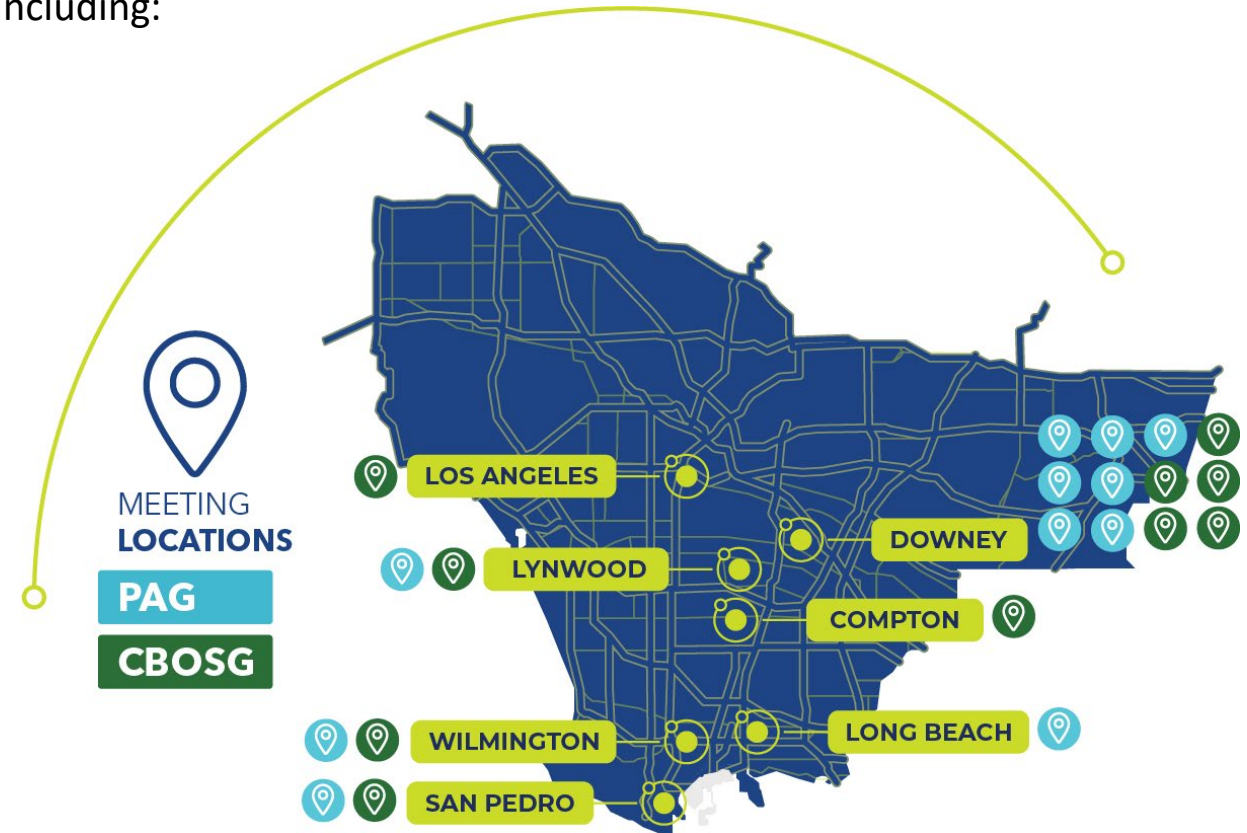 ncluding:
MEETING
LOCATIONS
PAG
CBOSG
LOS ANGELES
DOWNEY
LYNWOOD
COMPTON
WILMINGTON
LONG BEACH
SAN PEDRO